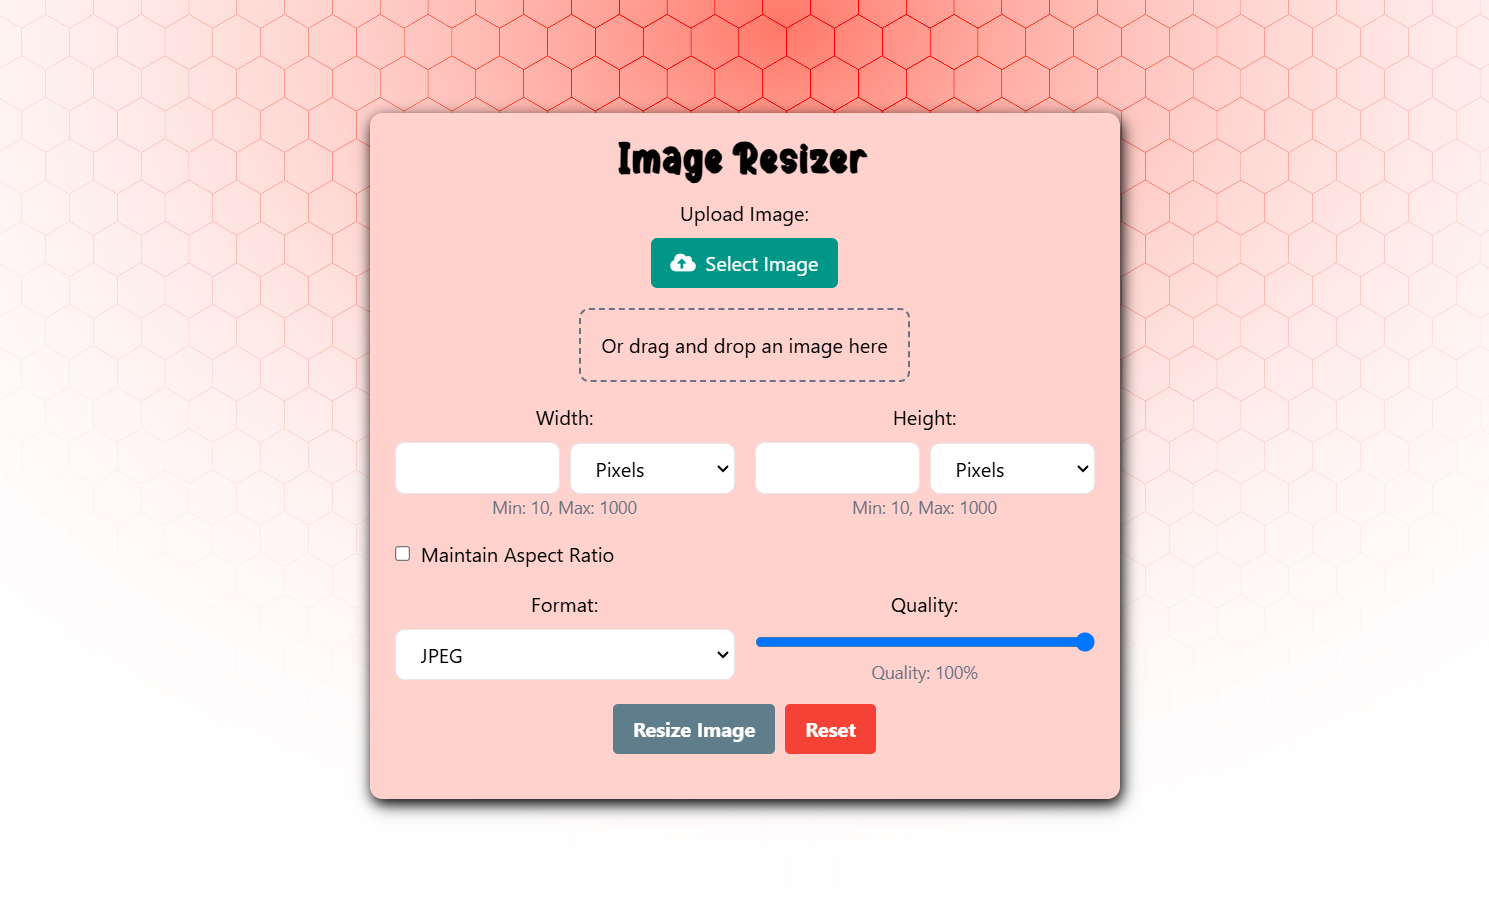 Image Resizer
Upload Image:
Select Image
Or drag and drop an image here
Width:
Height:
Pixels
Pixels
Min: 10, Max: 1000
Min: 10, Max: 1000
Maintain Aspect Ratio
Format:
Quality:
JPEG
Quality: 100%
Resize Image
Reset